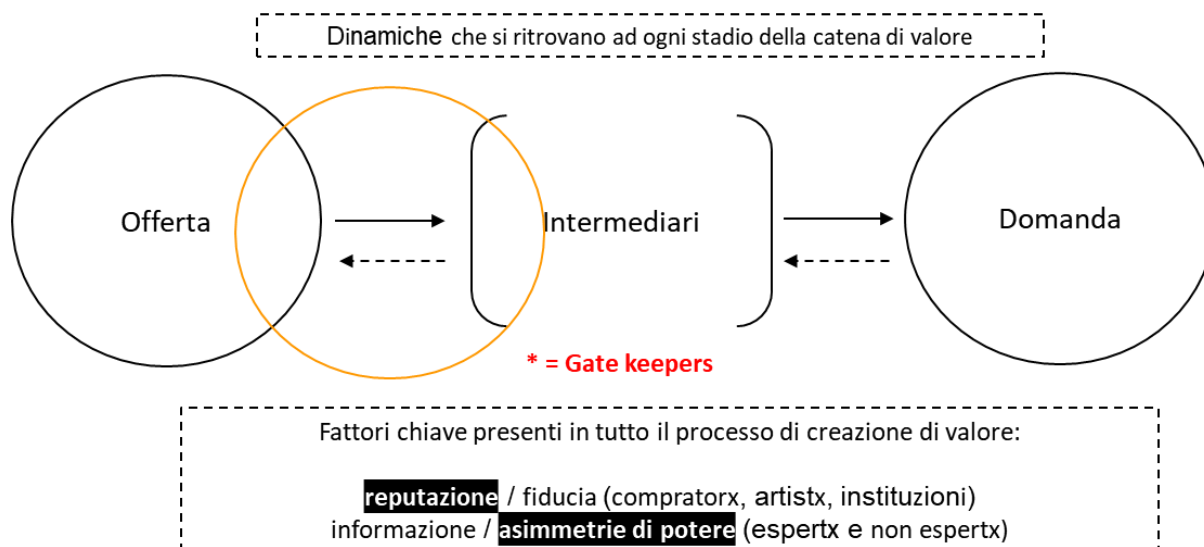 Dinamiche che si ritrovano ad ogni stadio della catena di valore
Offerta
Intermediari
Domanda
* = Gate keepers
Fattori chiave presenti in tutto il processo di creazione di valore:
reputazione / fiducia (compratorx, artistx, instituzioni)
informazione / asimmetrie di potere (espertx e non espertx)